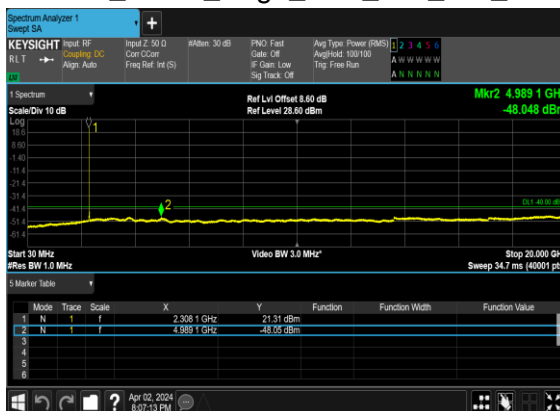 Spectrum Analyzer 1
Swept SA
+
KEYSIGHT Input: RF Input Z: 50 Ω #Atten: 30 dB PNO: Fast Avg Type: Power (RMS) 1 2 3 4 5 6
RLT Coupling: DC Corr CCorr Gate: Off Avg|Hold: 100/100 A W W W W W
Align: Auto Freq Ref: Int (S) IF Gain: Low Trig: Free Run A N N N N N
Sig Track: Off
LU
1 Spectrum Ref Lvl Offset 8.60 dB Mkr2 4.989 1 GH
Scale/Div 10 dB Ref Level 28.60 dBm -48.048 dBr
Log
18.6
8.60
-1.40
-11.4
-21.4
-31.4
-41.4
-51.4
1
2
DL1 -40.00 dB
Start 30 MHz Video BW 3.0 MHz* Stop 20.000 GH
#Res BW 1.0 MHz Sweep 34.7 ms (40001 pt
5 Marker Table
Mode Trace Scale X Y Function Function Width Function Value
1 N 1 f 2.308 1 GHz 21.31 dBm
2 N 1 f 4.989 1 GHz -48.05 dBm
3
4
5
6
? Apr 02, 2024
8:07:13 PM